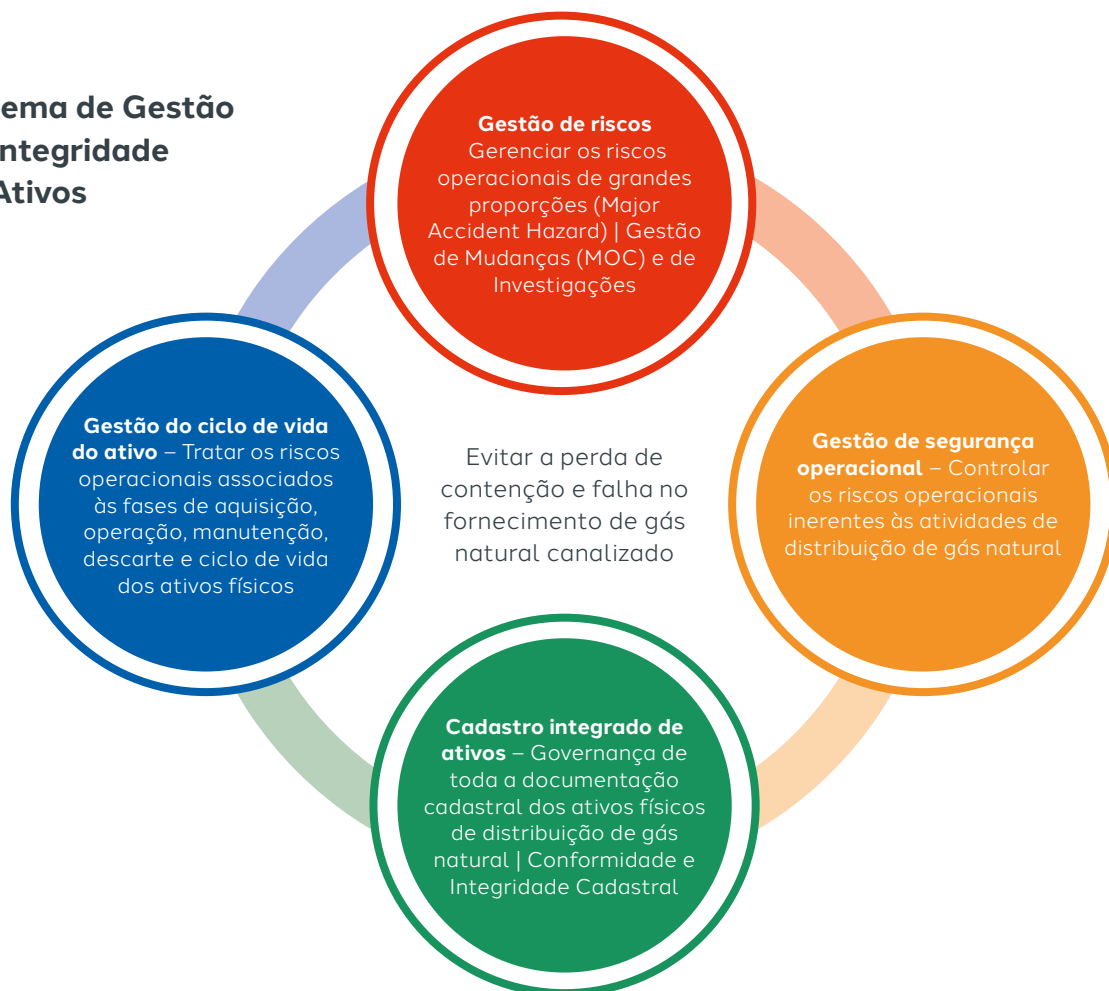 ema de Gestão
ntegridade
Ativos
Gestão de riscos
Gerenciar os riscos
operacionais de grandes
proporções (Major
Accident Hazard) | Gestão
de Mudanças (MOC) e de
Investigações
Gestão do ciclo de vida
do ativo – Tratar os riscos
operacionais associados
às fases de aquisição,
operação, manutenção,
descarte e ciclo de vida
dos ativos físicos
Evitar a perda de
contenção e falha no
fornecimento de gás
natural canalizado
Gestão de segurança
operacional – Controlar
os riscos operacionais
inerentes às atividades de
distribuição de gás natural
Cadastro integrado de
ativos – Governança de
toda a documentação
cadastral dos ativos físicos
de distribuição de gás
natural | Conformidade e
Integridade Cadastral